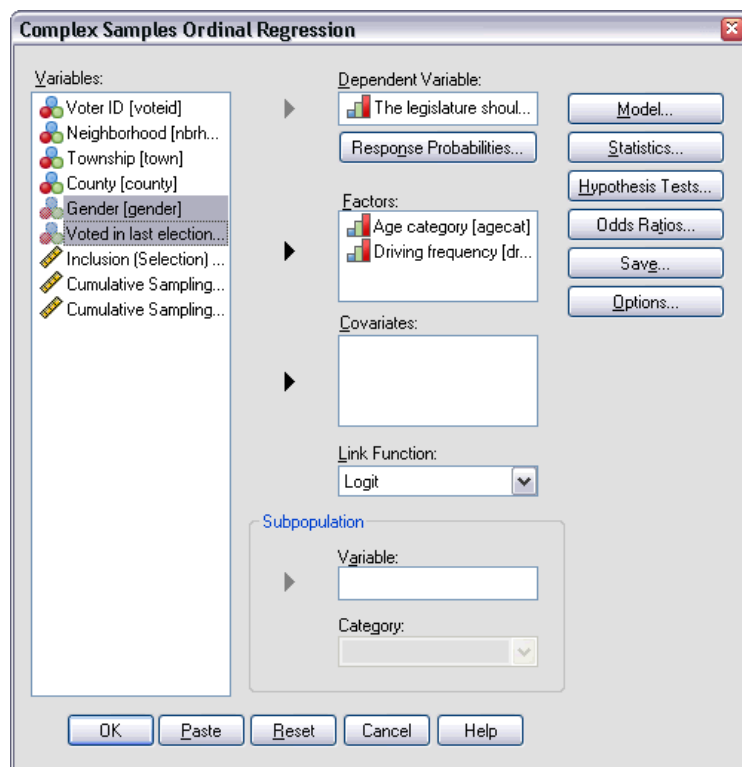 Complex Samples Ordinal Regression
Variables:
Voter ID [voteid]
Neighborhood [nbrh...
Township [town]
County [county]
Gender [gender]
Voted in last election...
Inclusion (Selection) ...
Cumulative Sampling...
Cumulative Sampling...
Dependent Variable:
The legislature shoul...
Response Probabilities...
Factors:
Age category [agecat]
Driving frequency [dr...
Covariates:
Link Function:
Logit
Subpopulation
Variable:
Category:
Model...
Statistics...
Hypothesis Tests...
Odds Ratios...
Save...
Options...
OK
Paste
Reset
Cancel
Help